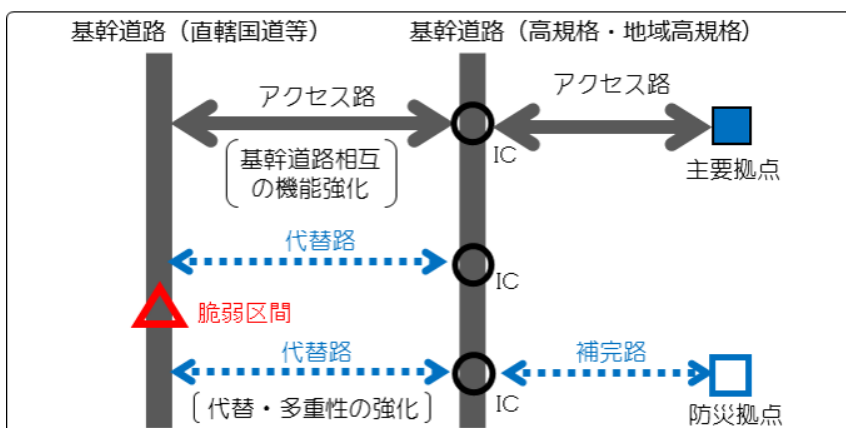 基幹道路（直轄国道等）
基幹道路（高規格・地域高規格）
アクセス路
アクセス路
IC
基幹道路相互
の機能強化
主要拠点
代替路
IC
脆弱区間
代替路
補完路
IC
代替・多重性の強化
防災拠点